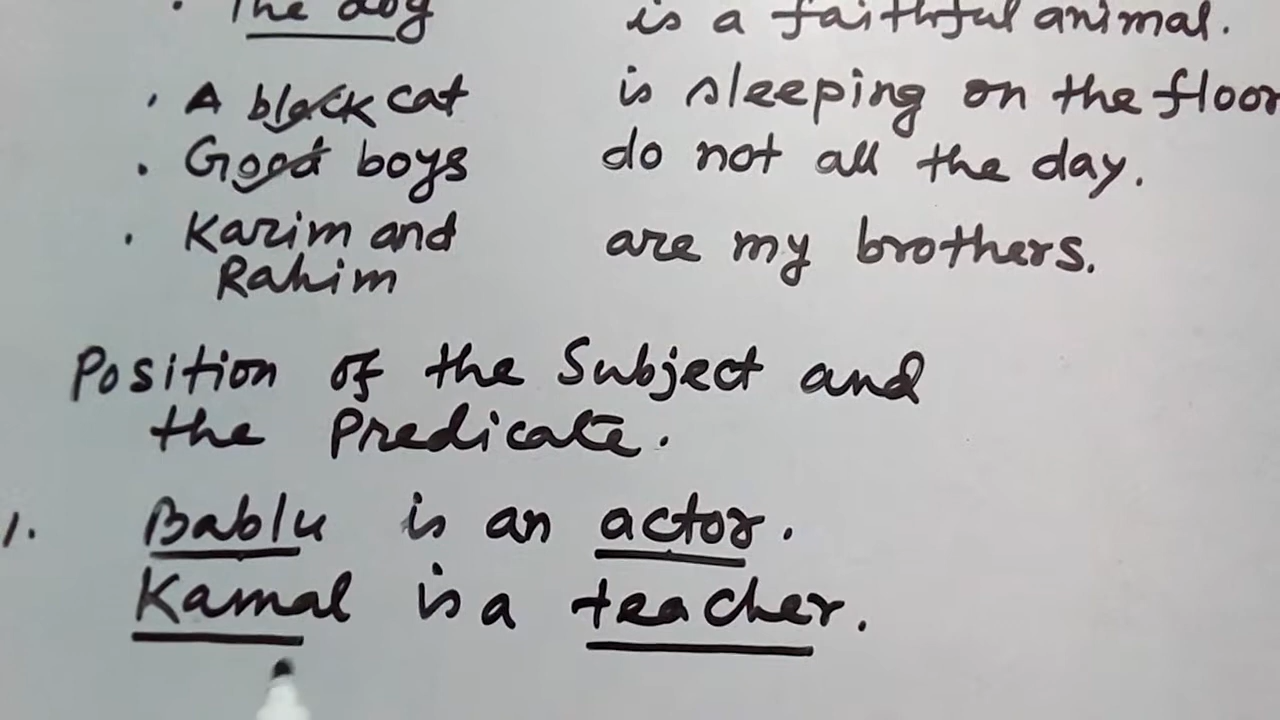 · The dog is a faithful animal.
· A black cat is sleeping on the floor
· Good boys do not all the day.
· Karim and are my brothers.
Rahim
Position of the Subject and
the Predicate.
1. Bablu is an actor.
Kamal is a teacher.